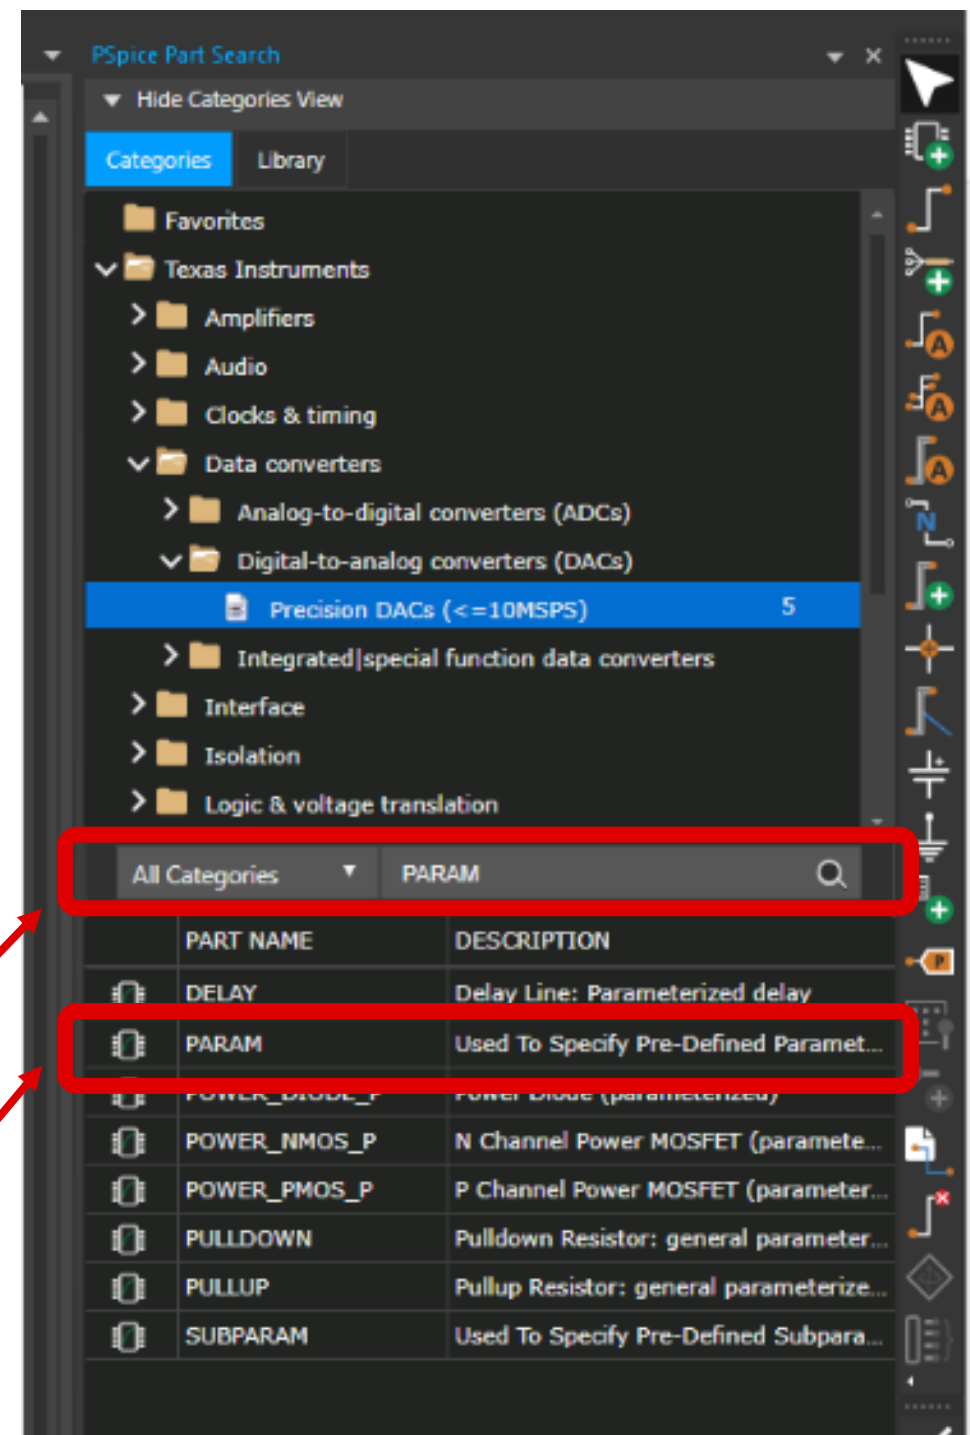 PSpice Part Search
Hide Categories View
Categories Library
Favorites
Texas Instruments
Amplifiers
Audio
Clocks & timing
Data converters
Analog-to-digital converters (ADCs)
Digital-to-analog converters (DACs)
Precision DACs (<=10MSPS) 5
Integrated|special function data converters
Interface
Isolation
Logic & voltage translation
All Categories PARAM
PART NAME DESCRIPTION
DELAY Delay Line: Parameterized delay
PARAM Used To Specify Pre-Defined Paramet...
POWER_DIODE_P Power Diode (parameterized)
POWER_NMOS_P N Channel Power MOSFET (paramete...
POWER_PMOS_P P Channel Power MOSFET (parameter...
PULLDOWN Pulldown Resistor: general parameter...
PULLUP Pullup Resistor: general parameterize...
SUBPARAM Used To Specify Pre-Defined Subpara...